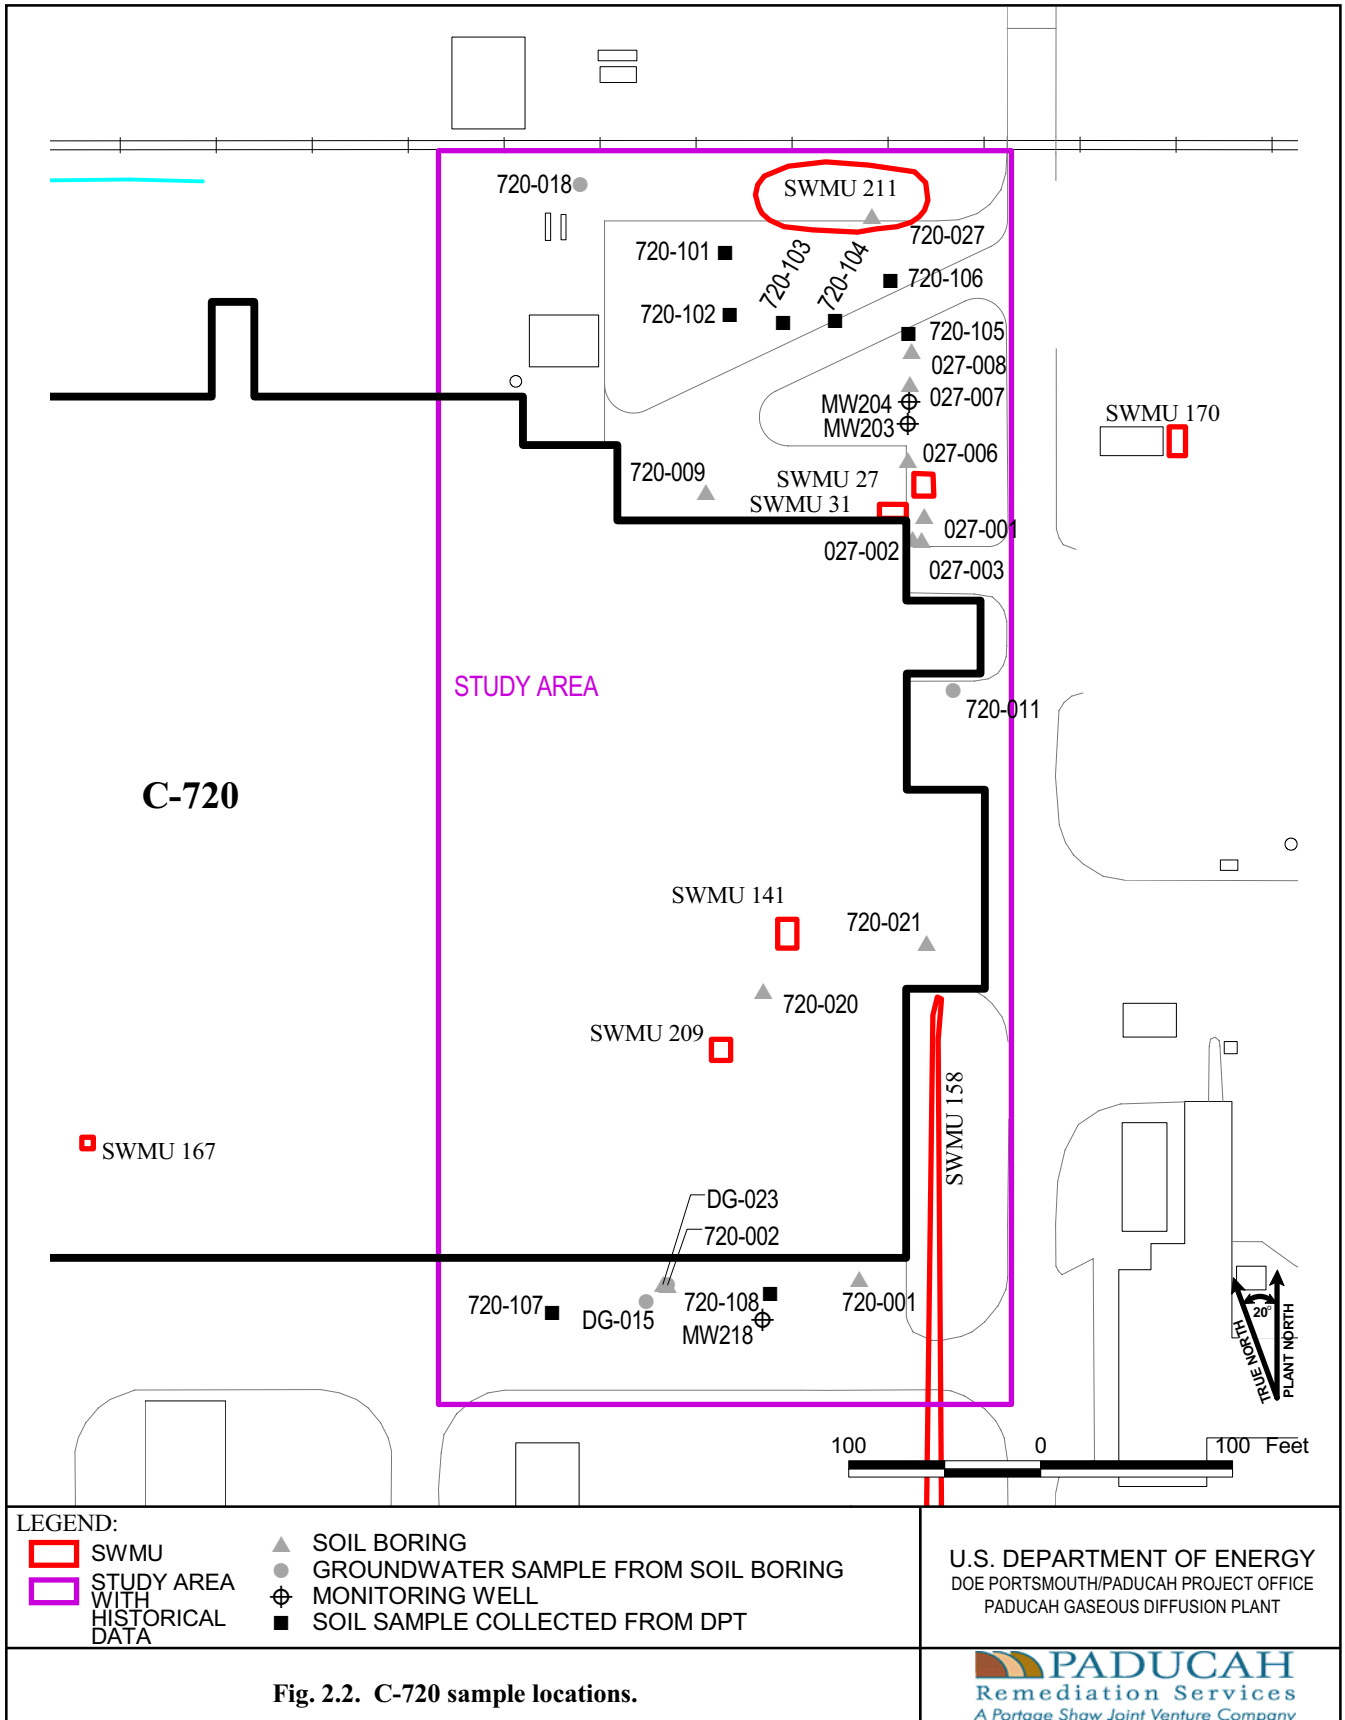 720-018
SWMU 211
720-027
720-101
720-103
720-104
720-106
720-102
720-105
027-008
027-007
MW204
MW203
SWMU 170
027-006
720-009
SWMU 27
SWMU 31
027-001
027-002
027-003
STUDY AREA
720-011
C-720
SWMU 141
720-021
720-020
SWMU 209
SWMU 158
SWMU 167
DG-023
720-002
720-107
DG-015
720-108
720-001
MW218
20°
TRUE NORTH
PLANT NORTH
100 0 100 Feet
LEGEND:
SWMU
STUDY AREA
WITH
HISTORICAL
DATA
SOIL BORING
GROUNDWATER SAMPLE FROM SOIL BORING
MONITORING WELL
SOIL SAMPLE COLLECTED FROM DPT
U.S. DEPARTMENT OF ENERGY
DOE PORTSMOUTH/PADUCAH PROJECT OFFICE
PADUCAH GASEOUS DIFFUSION PLANT
Fig. 2.2. C-720 sample locations.
PADUCAH
Remediation Services
A Portage Shaw Joint Venture Company